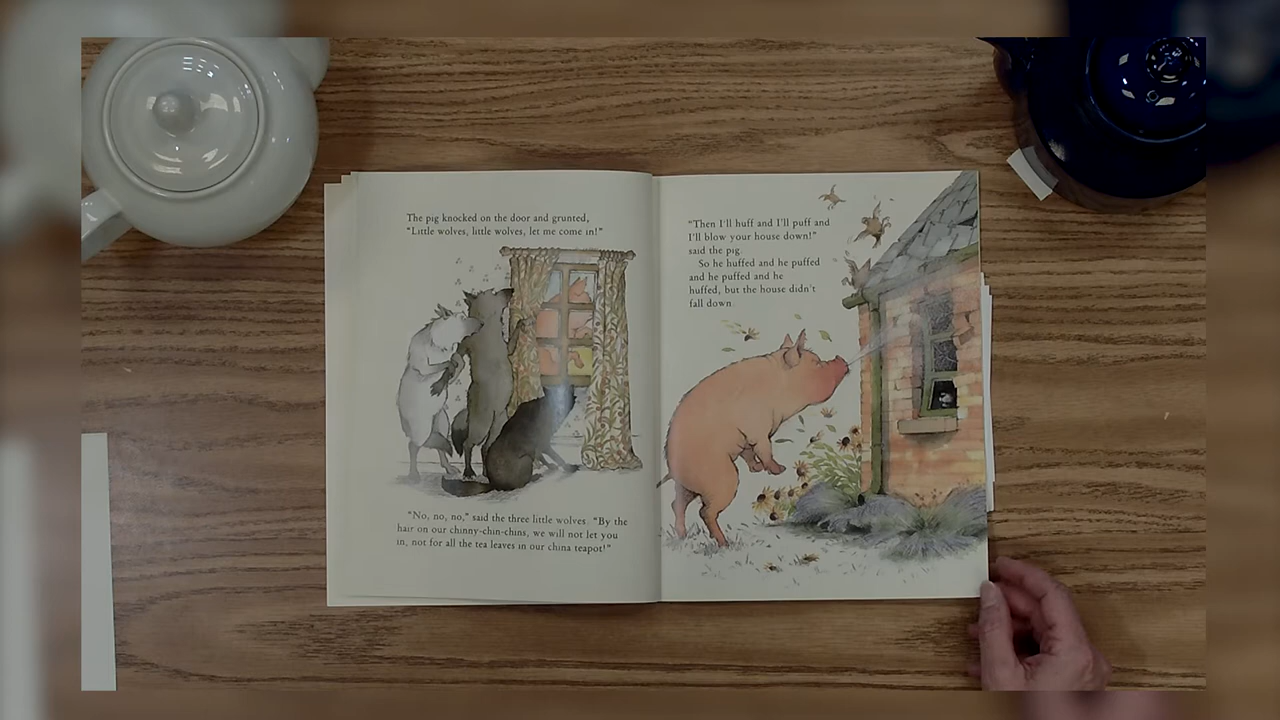 The pig knocked on the door and grunted,
"Little wolves, little wolves, let me come in!"
"No, no, no," said the three little wolves. "By the
hair on our chinny-chin-chins, we will not let you
in, not for all the tea leaves in our china teapot!"
"Then I'll huff and I'll puff and
I'll blow your house down!"
said the pig.
So he huffed and he puffed
and he puffed and he
huffed, but the house didn't
fall down.